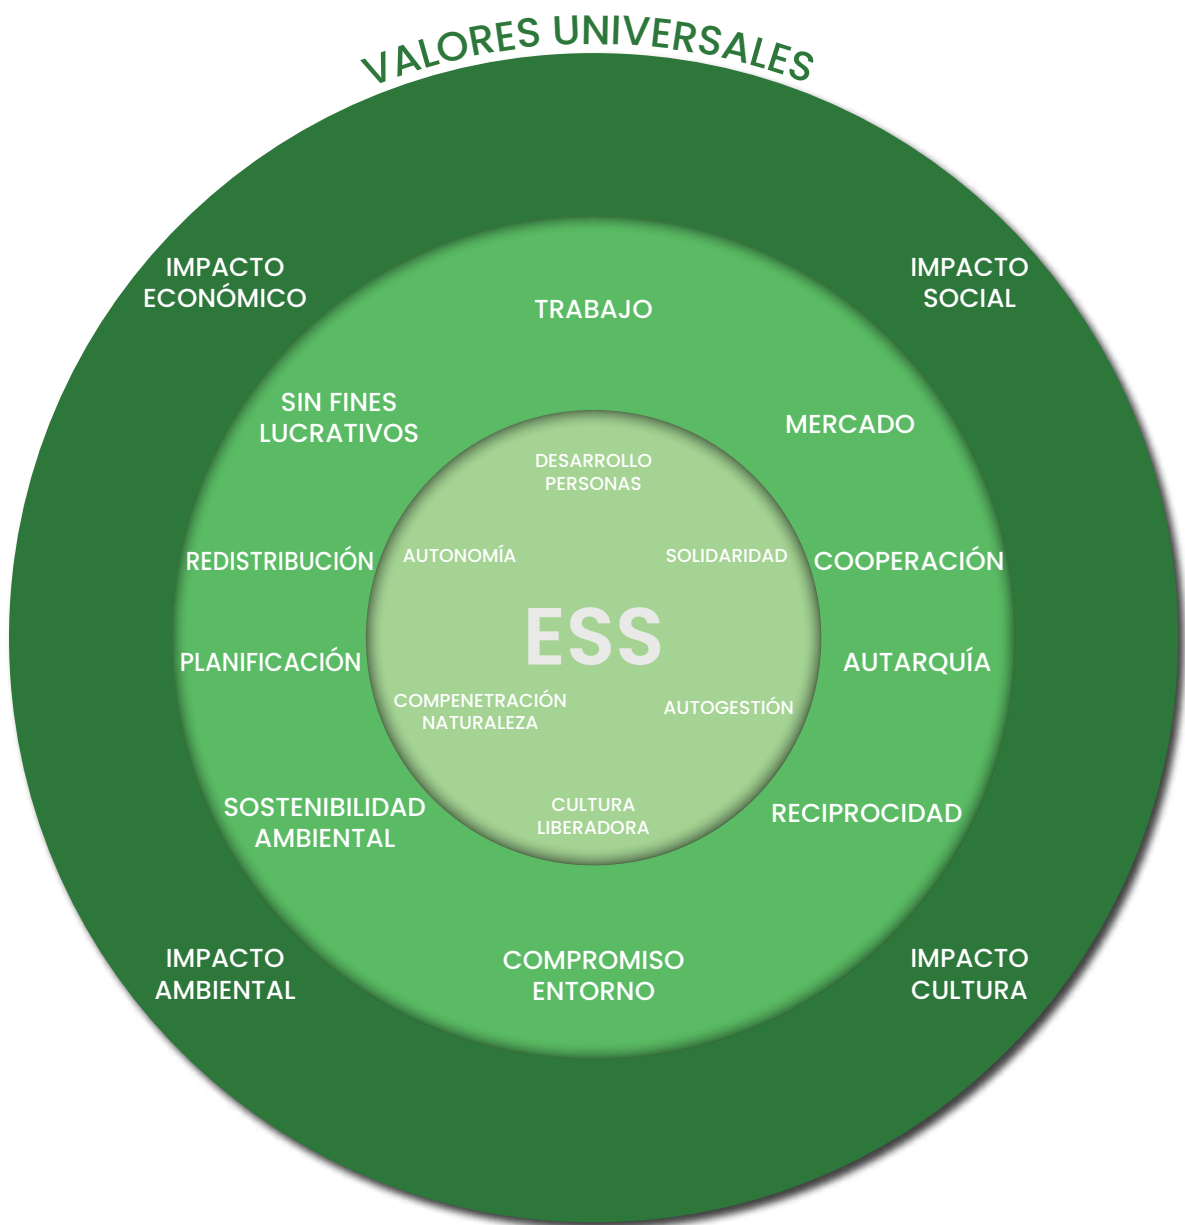 VALORES UNIVERSALES
IMPACTO
ECONÓMICO
IMPACTO
SOCIAL
TRABAJO
SIN FINES
LUCRATIVOS
MERCADO
DESARROLLO
PERSONAS
REDISTRIBUCIÓN
AUTONOMÍA
SOLIDARIDAD
COOPERACIÓN
ESS
PLANIFICACIÓN
AUTARQUÍA
COMPENETRACIÓN
NATURALEZA
AUTOGESTIÓN
SOSTENIBILIDAD
AMBIENTAL
CULTURA
LIBERADORA
RECIPROCIDAD
IMPACTO
AMBIENTAL
COMPROMISO
ENTORNO
IMPACTO
CULTURA